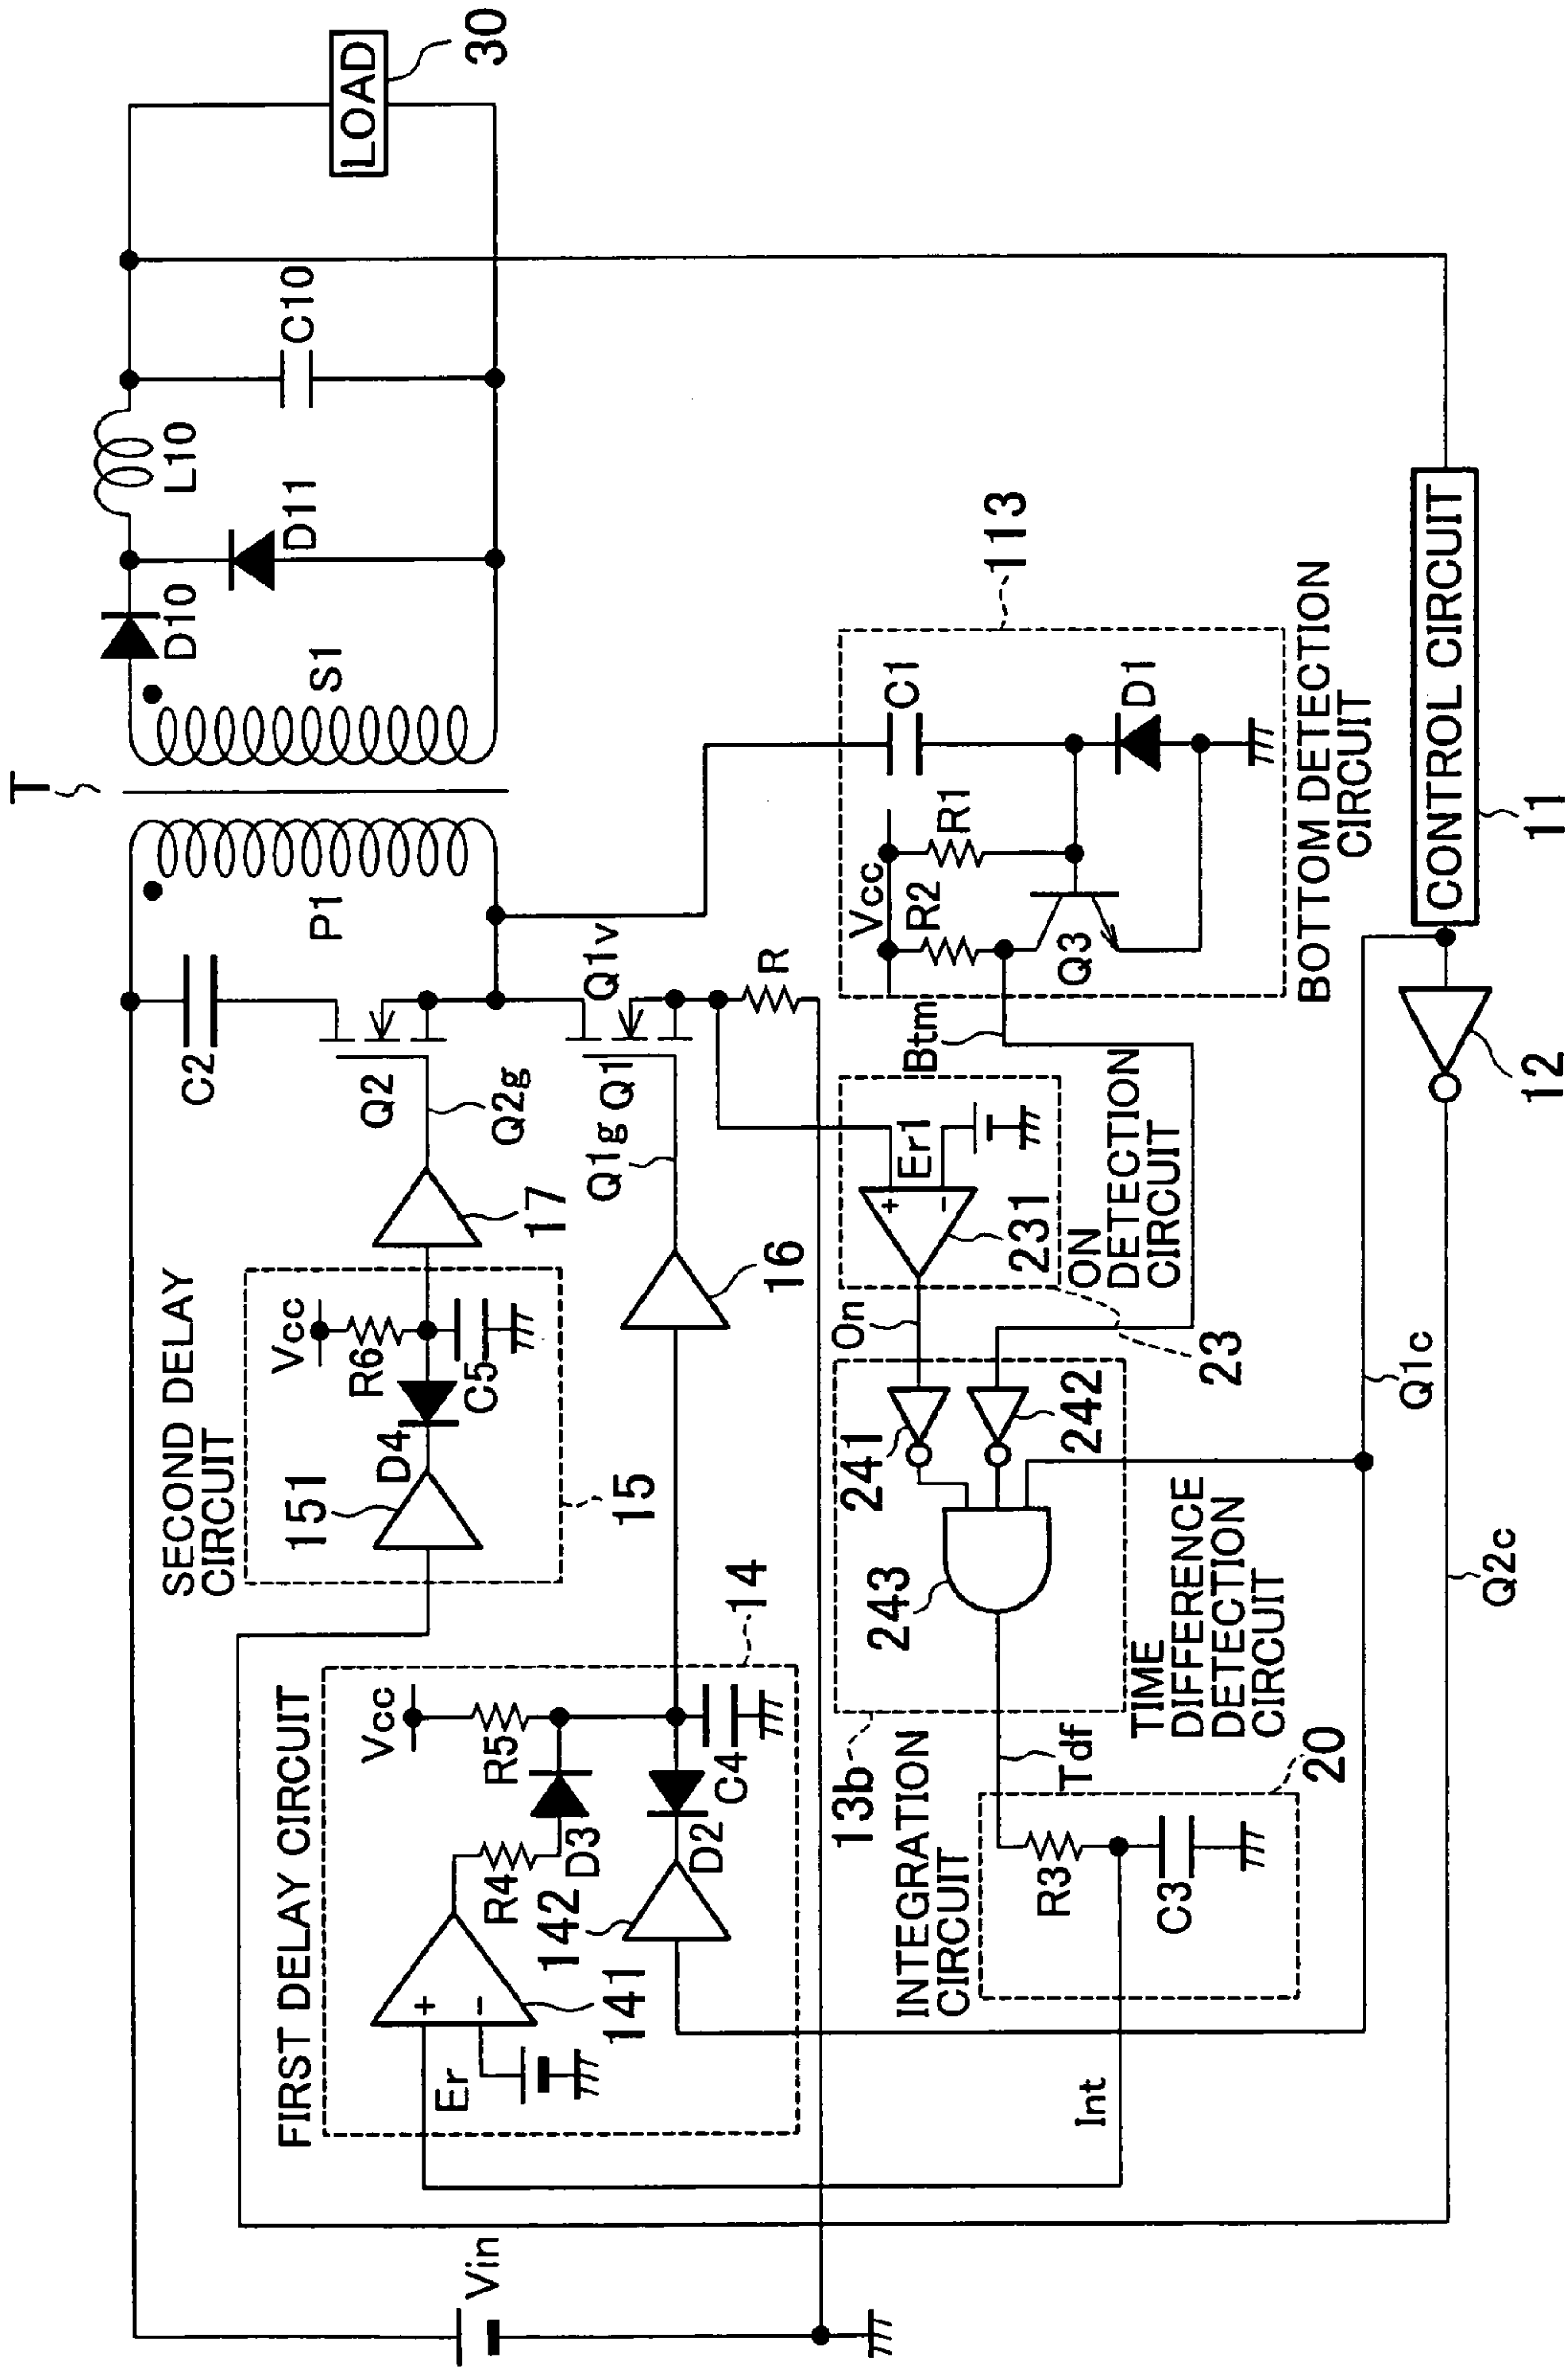 T
P1
S1
D10
D11
L10
C10
LOAD
30
C2
Q2
Q2g
Q1
Q1g
Q1v
R
17
16
SECOND DELAY
CIRCUIT
Vcc
R6
C5
D4
151
15
FIRST DELAY CIRCUIT
Vcc
R5
R4
D3
142
D2
C4
141
+
-
Er
14
Vin
113
C1
D1
R1
R2
Vcc
Q3
BOTTOM DETECTION
CIRCUIT
Btm
Er1
+
-
231
ON
DETECTION
CIRCUIT
23
On
241
242
243
TIME
DIFFERENCE
DETECTION
CIRCUIT
13b
Tdf
INTEGRATION
CIRCUIT
20
R3
C3
Int
CONTROL CIRCUIT
11
12
Q1c
Q2c